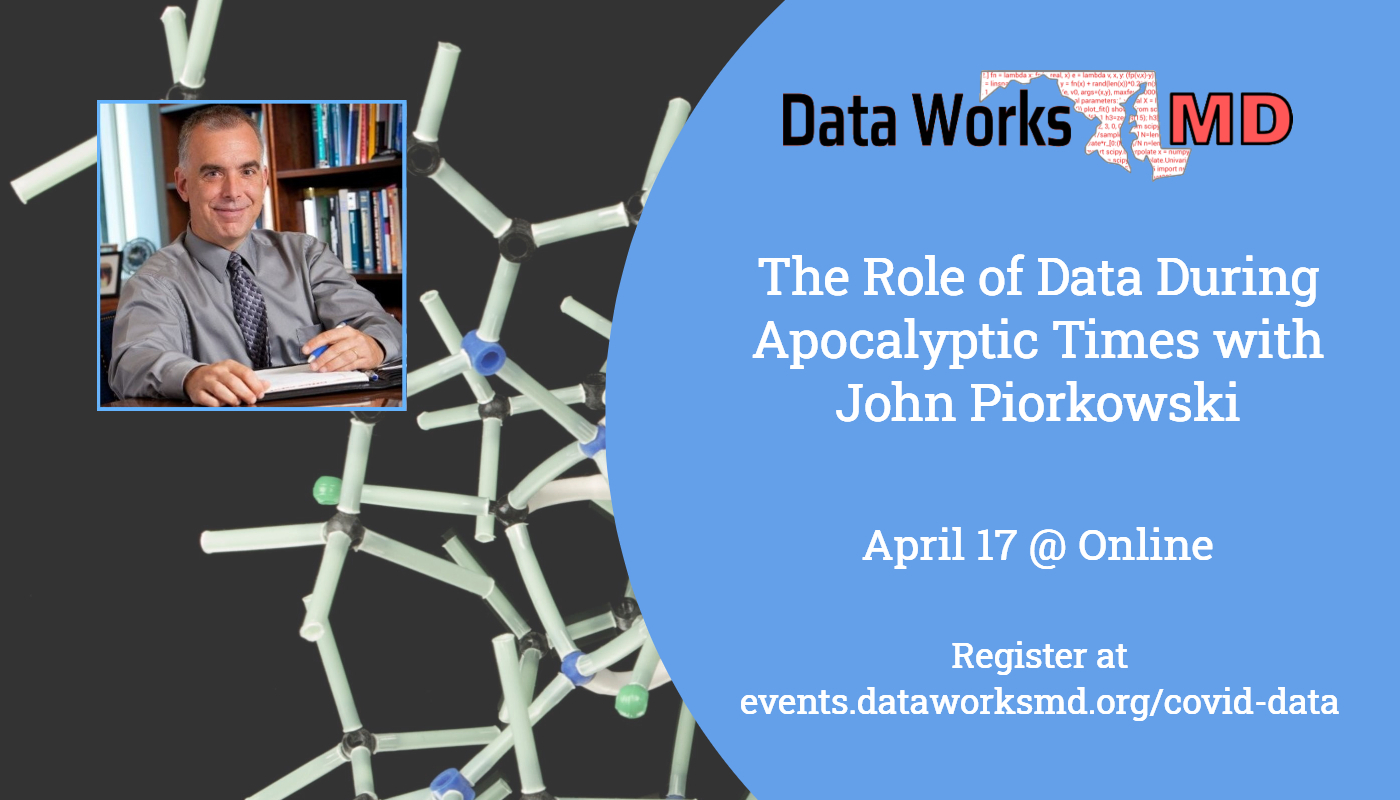 Data Works MD
The Role of Data During
Apocalyptic Times with
John Piorkowski
April 17 @ Online
Register at
events.dataworksmd.org/covid-data